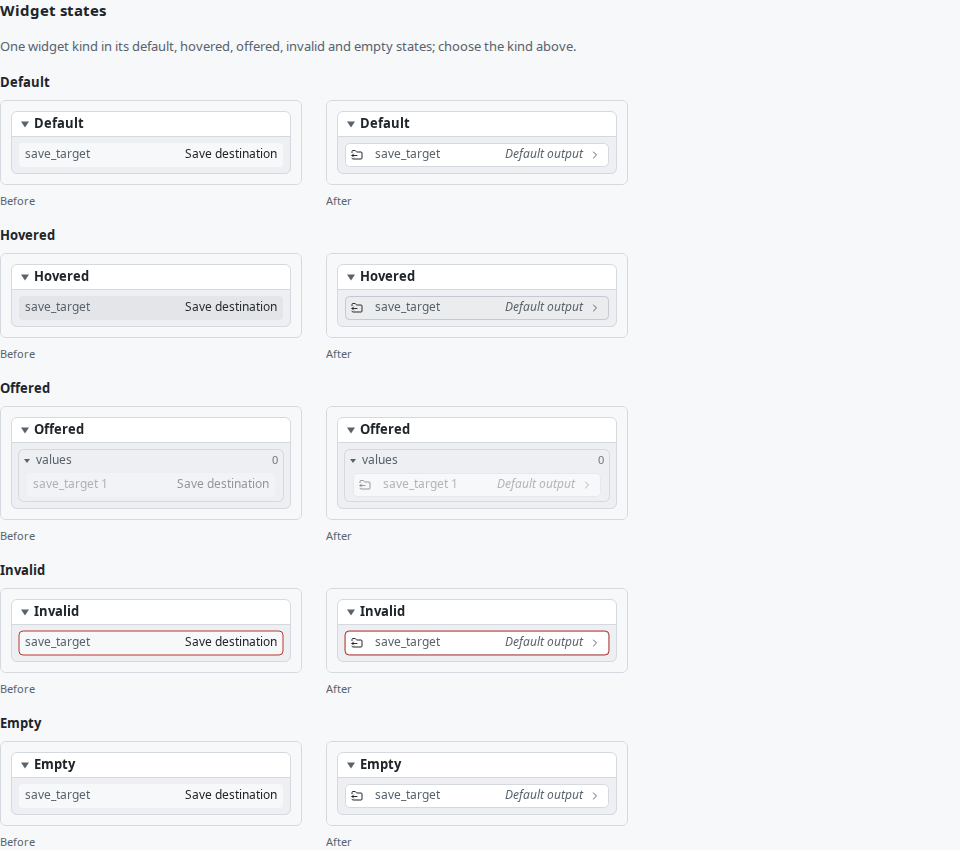 Widget states
One widget kind in its default, hovered, offered, invalid and empty states; choose the kind above.
Default
Default
save_target Save destination
Before
Default
save_target Default output
After
Hovered
Hovered
save_target Save destination
Before
Hovered
save_target Default output
After
Offered
Offered
values 0
save_target 1 Save destination
Before
Offered
values 0
save_target 1 Default output
After
Invalid
Invalid
save_target Save destination
Before
Invalid
save_target Default output
After
Empty
Empty
save_target Save destination
Before
Empty
save_target Default output
After